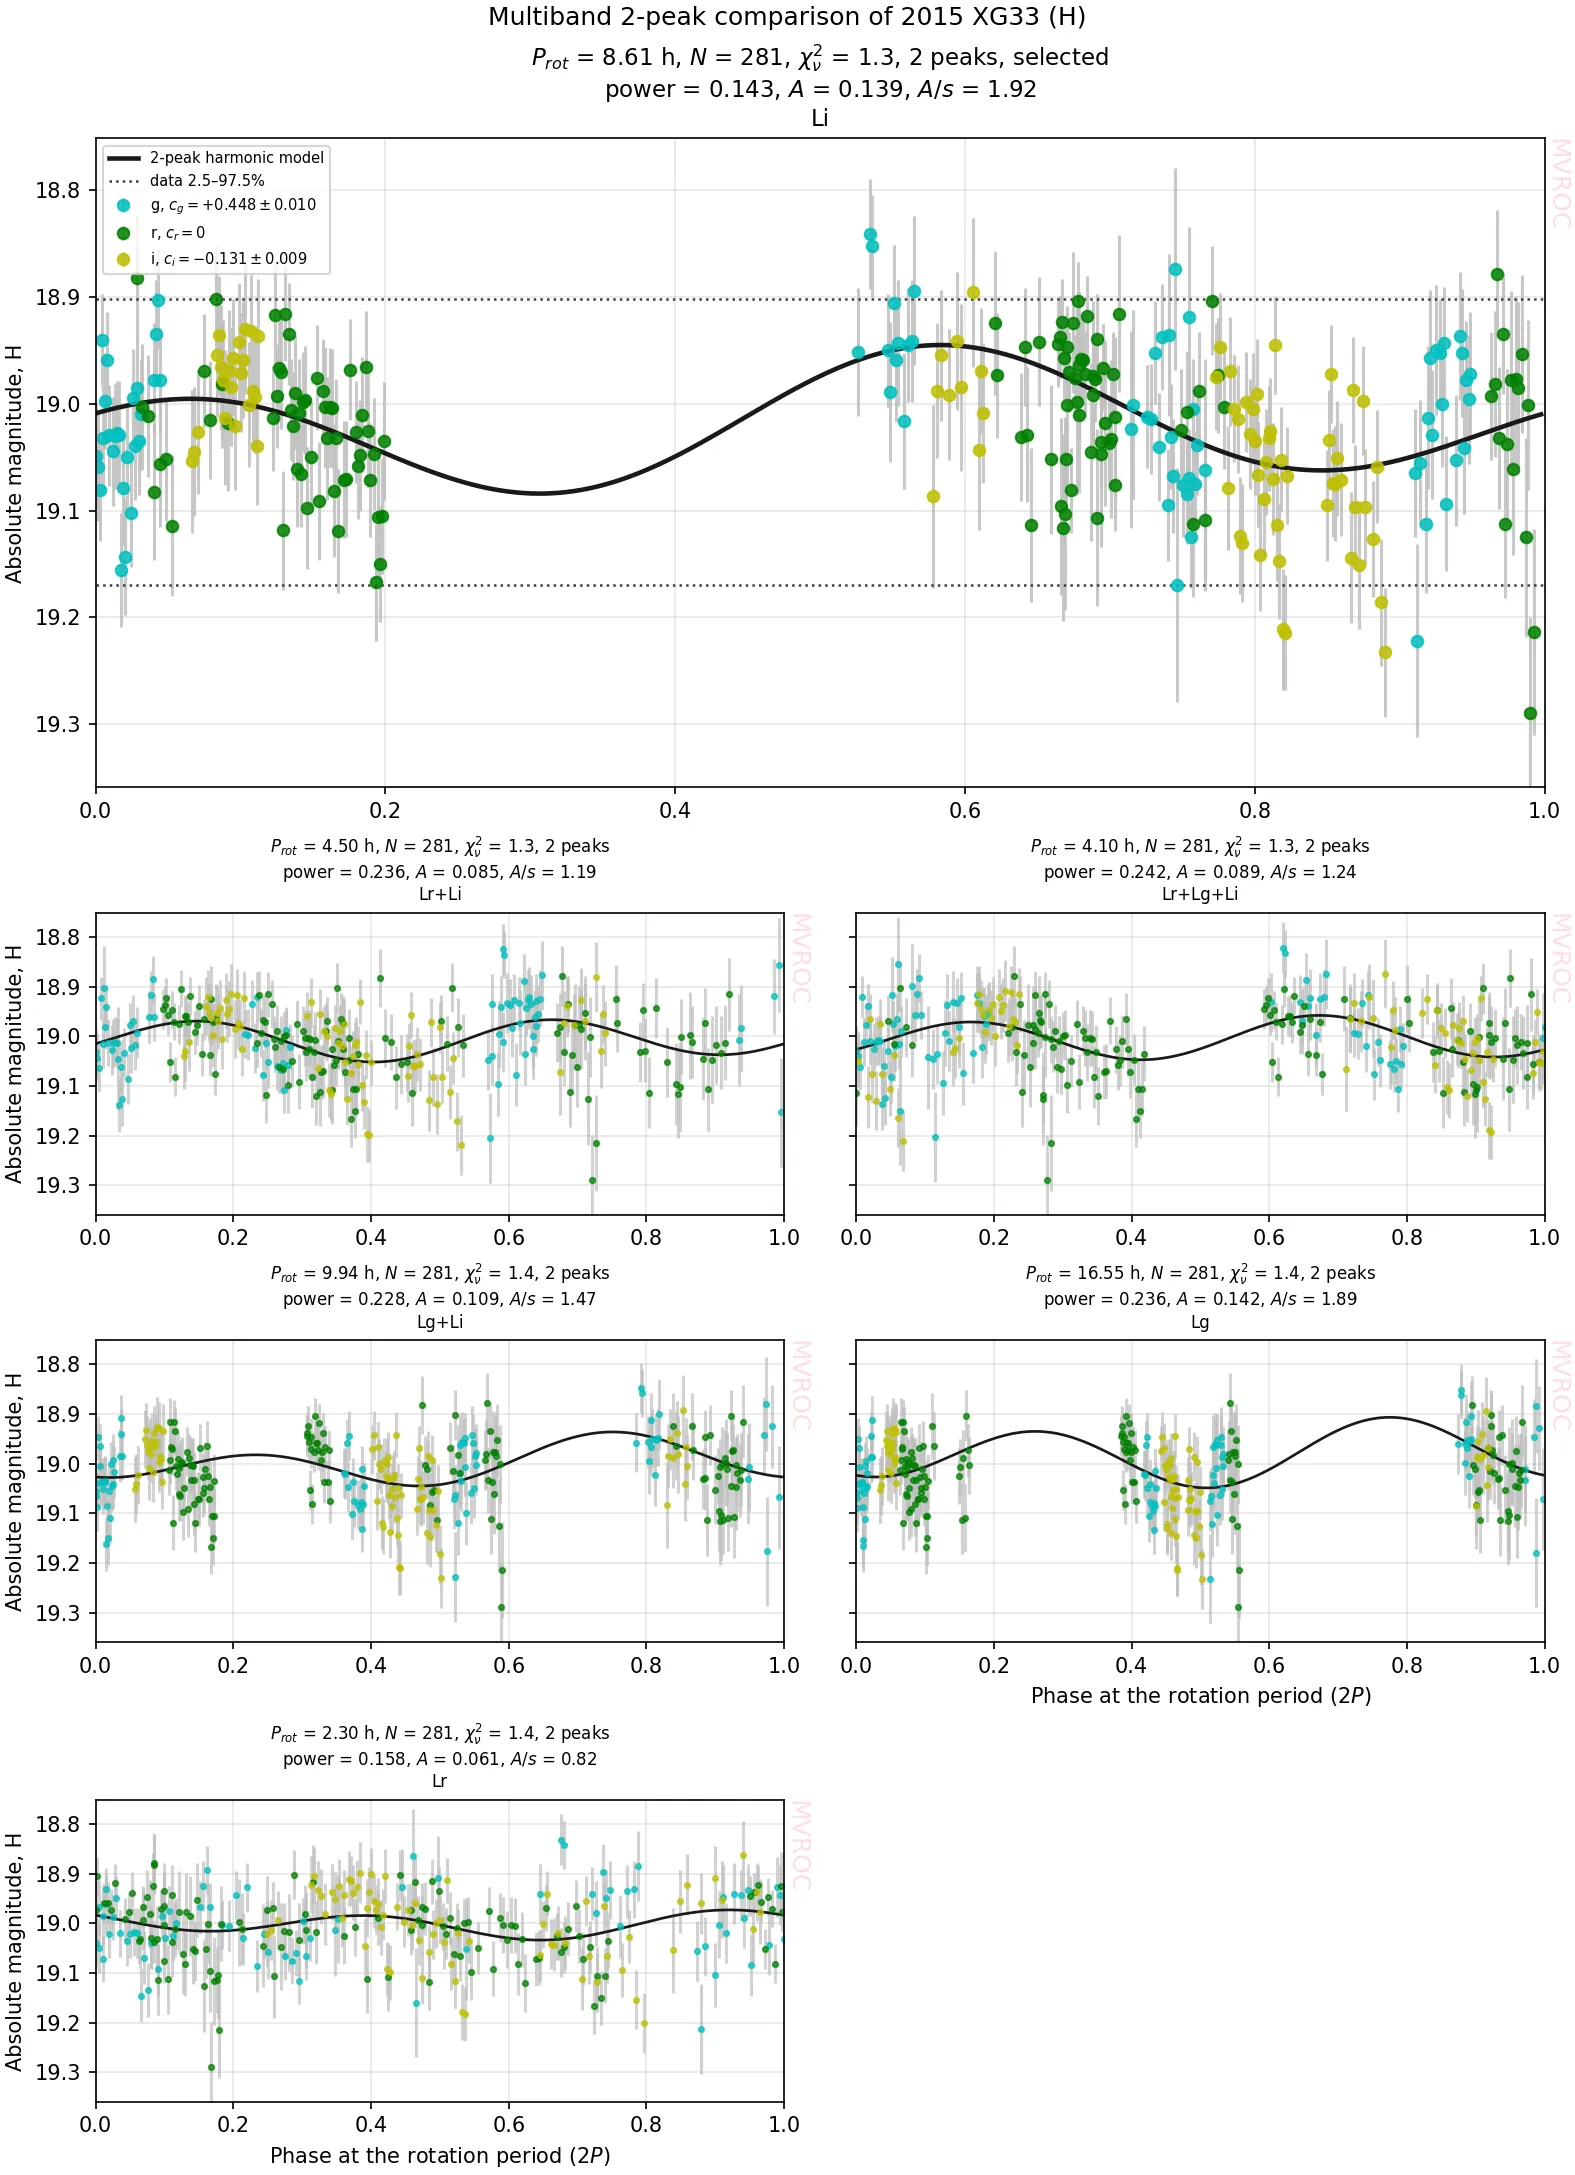 Multiband 2-peak comparison of 2015 XG33 (H)
P_rot = 8.61 h, N = 281, χ²_ν = 1.3, 2 peaks, selected
power = 0.143, A = 0.139, A/s = 1.92
Li
2-peak harmonic model
data 2.5–97.5%
g, c_g = +0.448 ± 0.010
r, c_r = 0
i, c_i = −0.131 ± 0.009
MVROC
Absolute magnitude, H
18.8
18.9
19.0
19.1
19.2
19.3
0.0 0.2 0.4 0.6 0.8 1.0
P_rot = 4.50 h, N = 281, χ²_ν = 1.3, 2 peaks
power = 0.236, A = 0.085, A/s = 1.19
Lr+Li
MVROC
Absolute magnitude, H
18.8
18.9
19.0
19.1
19.2
19.3
0.0 0.2 0.4 0.6 0.8 1.0
P_rot = 4.10 h, N = 281, χ²_ν = 1.3, 2 peaks
power = 0.242, A = 0.089, A/s = 1.24
Lr+Lg+Li
MVROC
0.0 0.2 0.4 0.6 0.8 1.0
P_rot = 9.94 h, N = 281, χ²_ν = 1.4, 2 peaks
power = 0.228, A = 0.109, A/s = 1.47
Lg+Li
MVROC
Absolute magnitude, H
18.8
18.9
19.0
19.1
19.2
19.3
0.0 0.2 0.4 0.6 0.8 1.0
P_rot = 16.55 h, N = 281, χ²_ν = 1.4, 2 peaks
power = 0.236, A = 0.142, A/s = 1.89
Lg
MVROC
0.0 0.2 0.4 0.6 0.8 1.0
Phase at the rotation period (2P)
P_rot = 2.30 h, N = 281, χ²_ν = 1.4, 2 peaks
power = 0.158, A = 0.061, A/s = 0.82
Lr
MVROC
Absolute magnitude, H
18.8
18.9
19.0
19.1
19.2
19.3
0.0 0.2 0.4 0.6 0.8 1.0
Phase at the rotation period (2P)